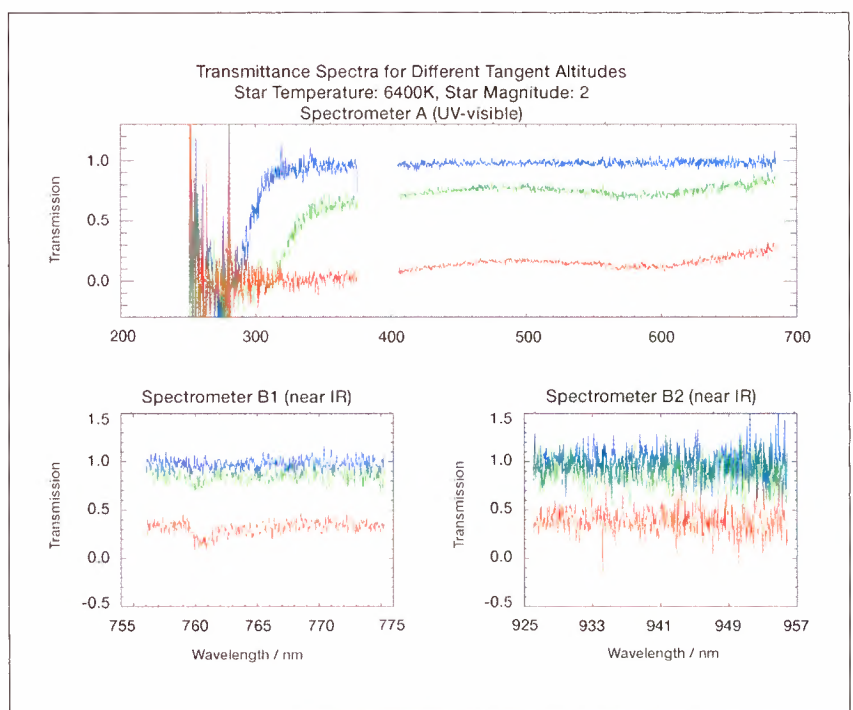 Transmittance Spectra for Different Tangent Altitudes
Star Temperature: 6400K, Star Magnitude: 2
Spectrometer A (UV-visible)
Transmission
1.0
0.5
0.0
200
300
400
500
600
700
Spectrometer B1 (near IR)
Transmission
1.5
1.0
0.5
0.0
-0.5
755
760
765
770
775
Wavelength / nm
Spectrometer B2 (near IR)
Transmission
1.5
1.0
0.5
0.0
-0.5
925
933
941
949
957
Wavelength / nm